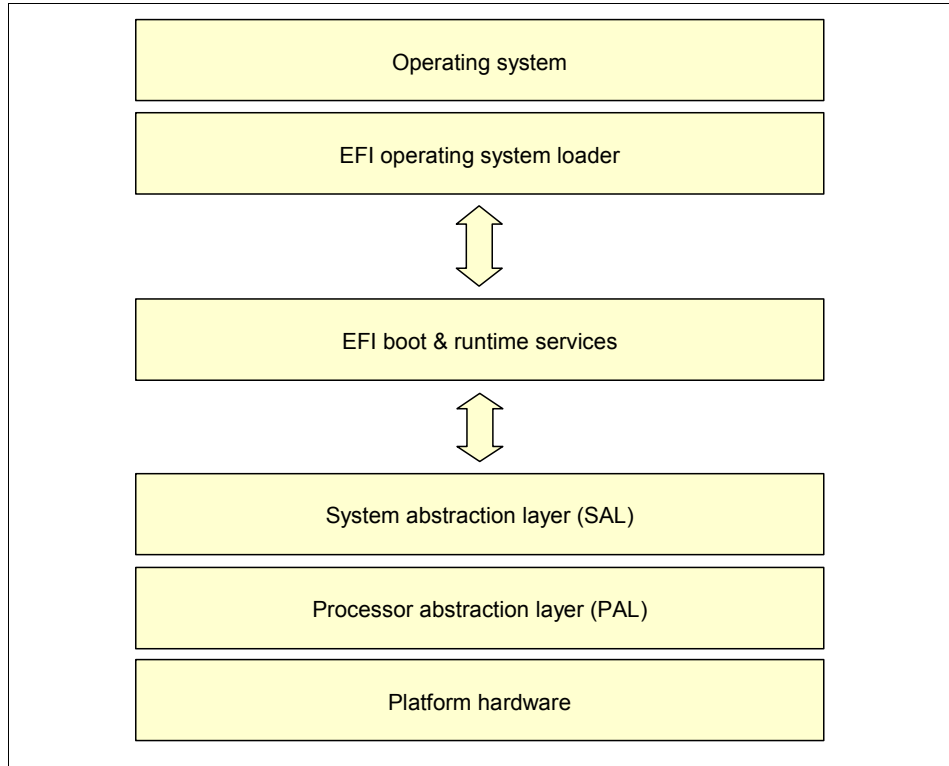 Operating system
EFI operating system loader
EFI boot & runtime services
System abstraction layer (SAL)
Processor abstraction layer (PAL)
Platform hardware